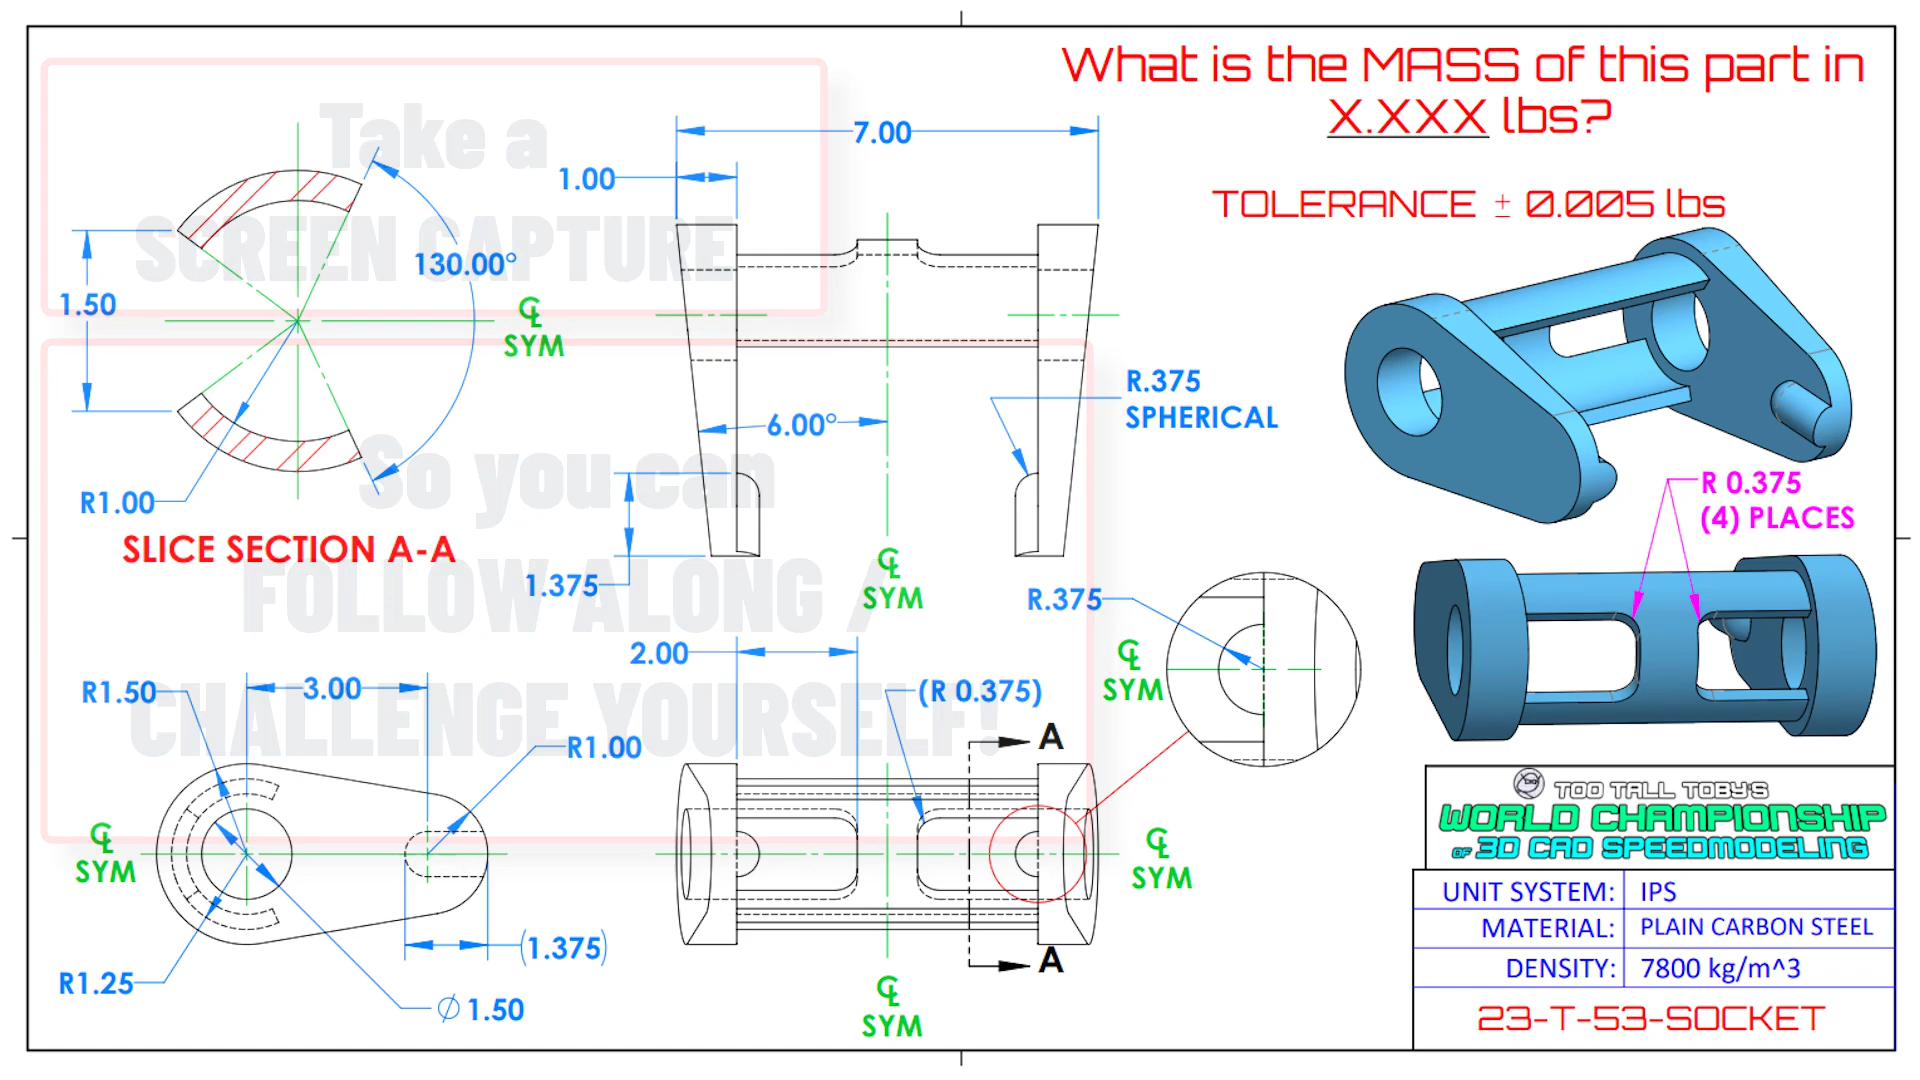 What is the MASS of this part in
X.XXX lbs?
TOLERANCE ± 0.005 lbs
Take a
SCREEN CAPTURE
So you can
FOLLOW ALONG /
CHALLENGE YOURSELF!
7.00
1.00
130.00°
1.50
℄
SYM
R1.00
SLICE SECTION A-A
R.375
SPHERICAL
6.00°
1.375
℄
SYM
R 0.375
(4) PLACES
R.375
2.00
℄
SYM
R1.50
3.00
(R 0.375)
R1.00
A
℄
SYM
℄
SYM
(1.375)
A
R1.25
∅ 1.50
℄
SYM
TOO TALL TOBY'S
WORLD CHAMPIONSHIP
OF 3D CAD SPEEDMODELING
UNIT SYSTEM: IPS
MATERIAL: PLAIN CARBON STEEL
DENSITY: 7800 kg/m^3
23-T-53-SOCKET